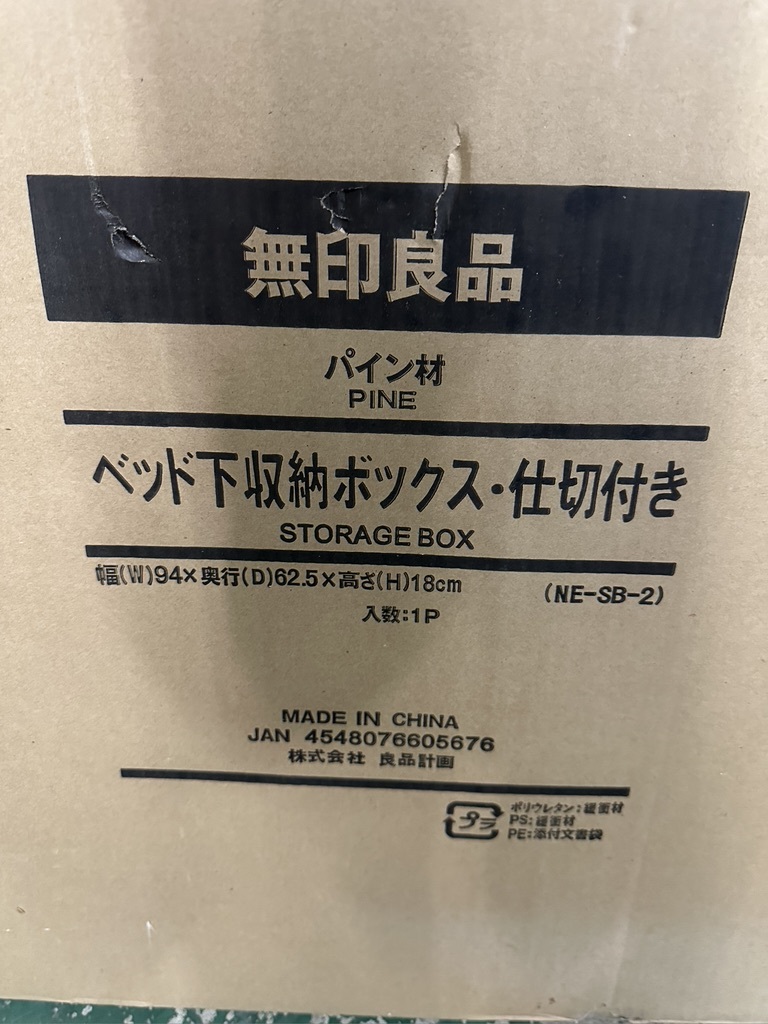 無印良品
パイン材
PINE
ベッド下収納ボックス・仕切付き
STORAGE BOX
幅(W)94×奥行(D)62.5×高さ(H)18cm (NE-SB-2)
入数:1P
MADE IN CHINA
JAN 4548076605676
株式会社 良品計画
プラ
ポリウレタン:緩衝材
PS:緩衝材
PE:添付文書袋